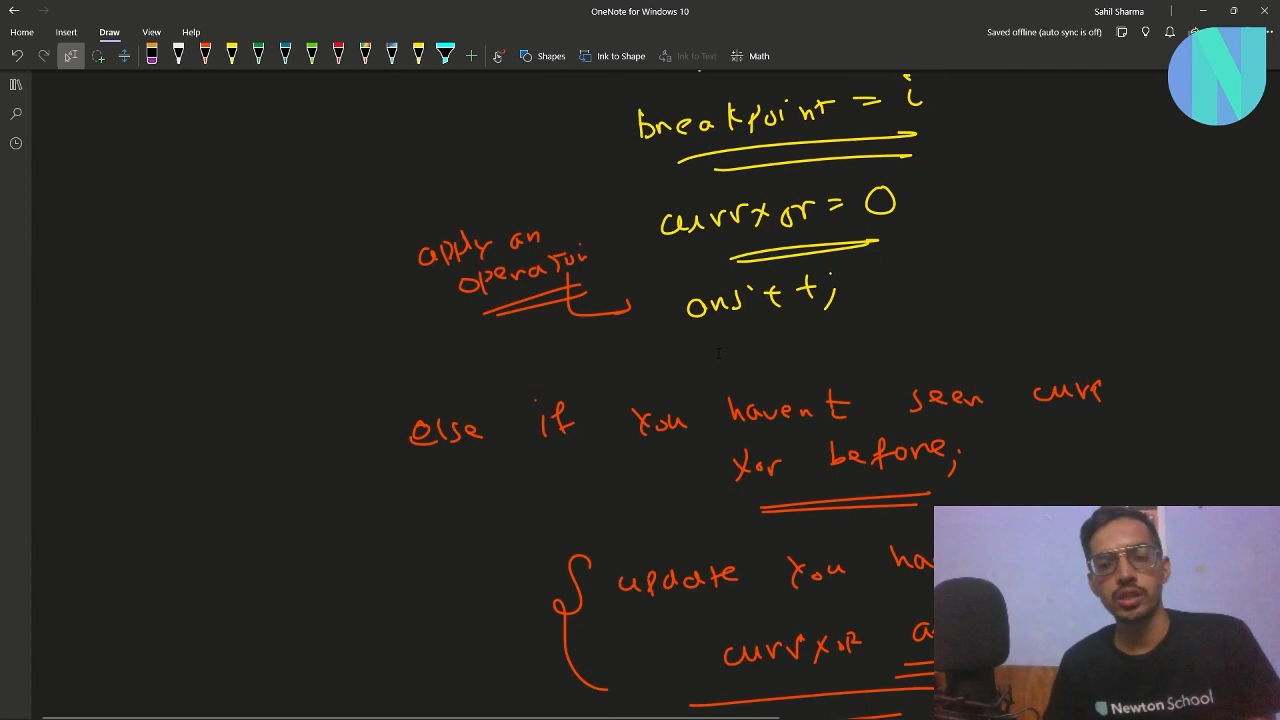 OneNote for Windows 10
Sahil Sharma
Home Insert Draw View Help
Saved offline (auto sync is off)
Shapes Ink to Shape Ink to Text Math
breakpoint = i
currxor = 0
ans++;
apply an
operation
else if you havent seen curr
xor before;
update you ha
currxor a
Newton School